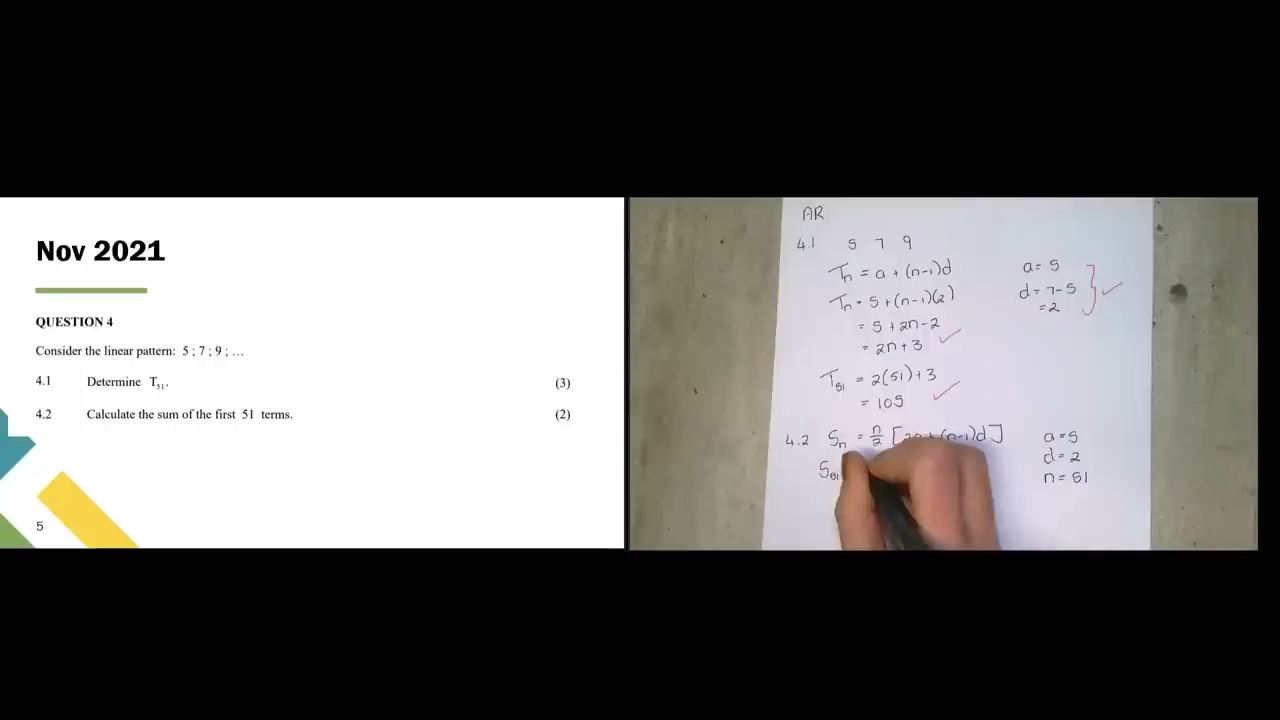 Nov 2021
QUESTION 4
Consider the linear pattern: 5 ; 7 ; 9 ; …
4.1 Determine T₅₁. (3)
4.2 Calculate the sum of the first 51 terms. (2)
5
AR
4.1 5 7 9
Tₙ = a + (n-1)d
Tₙ = 5 + (n-1)(2)
= 5 + 2n - 2
= 2n + 3 ✓
T₅₁ = 2(51) + 3
= 105 ✓
a = 5
d = 7 - 5
= 2 } ✓
4.2 Sₙ = n/2 [ + (n-1)d]
S₅₁
a = 5
d = 2
n = 51